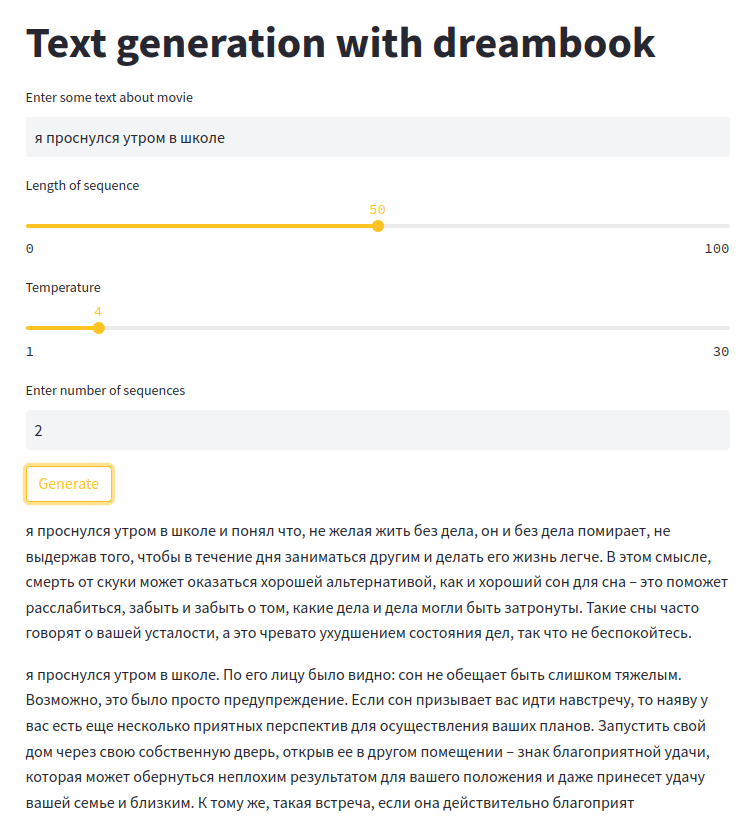 Text generation with dreambook
Enter some text about movie
я проснулся утром в школе
Length of sequence
50
0 100
Temperature
4
1 30
Enter number of sequences
2
Generate
я проснулся утром в школе и понял что, не желая жить без дела, он и без дела помирает, не
выдержав того, чтобы в течение дня заниматься другим и делать его жизнь легче. В этом смысле,
смерть от скуки может оказаться хорошей альтернативой, как и хороший сон для сна – это поможет
расслабиться, забыть и забыть о том, какие дела и дела могли быть затронуты. Такие сны часто
говорят о вашей усталости, а это чревато ухудшением состояния дел, так что не беспокойтесь.
я проснулся утром в школе. По его лицу было видно: сон не обещает быть слишком тяжелым.
Возможно, это было просто предупреждение. Если сон призывает вас идти навстречу, то наяву у
вас есть еще несколько приятных перспектив для осуществления ваших планов. Запустить свой
дом через свою собственную дверь, открыв ее в другом помещении – знак благоприятной удачи,
которая может обернуться неплохим результатом для вашего положения и даже принесет удачу
вашей семье и близким. К тому же, такая встреча, если она действительно благоприят